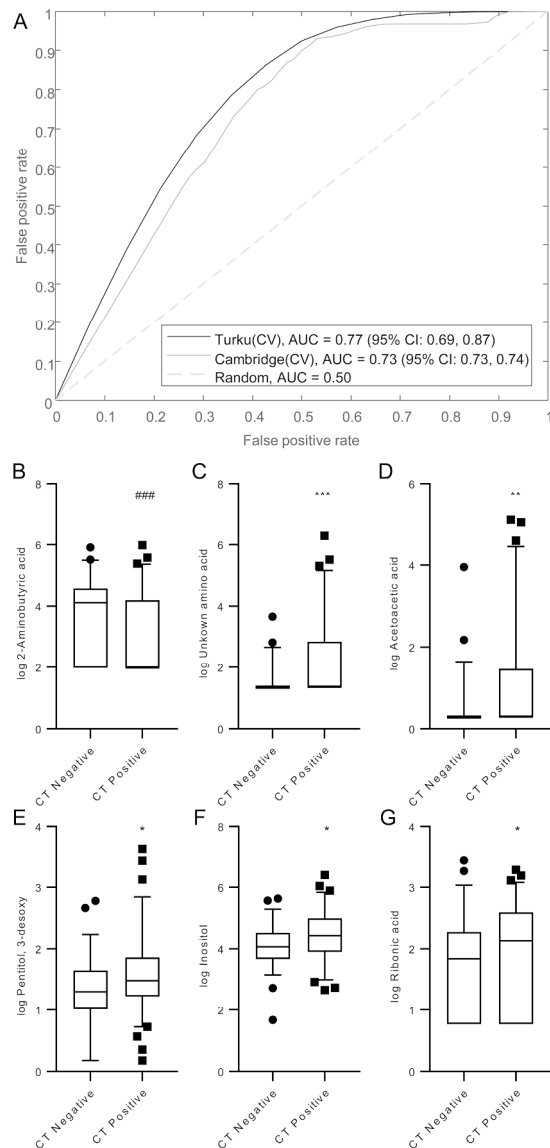 A
1
0.9
0.8
0.7
0.6
0.5
0.4
0.3
0.2
0.1
0
False positive rate
Turku(CV), AUC = 0.77 (95% CI: 0.69, 0.87)
Cambridge(CV), AUC = 0.73 (95% CI: 0.73, 0.74)
Random, AUC = 0.50
0 0.1 0.2 0.3 0.4 0.5 0.6 0.7 0.8 0.9 1
False positive rate
B
log 2-Aminobutyric acid
8
6
4
2
0
###
CT Negative
CT Positive
C
log Unkown amino acid
8
6
4
2
0
^^^
CT Negative
CT Positive
D
log Acetoacetic acid
6
4
2
0
^^
CT Negative
CT Positive
E
log Pentitol, 3-desoxy
4
3
2
1
0
*
CT Negative
CT Positive
F
log Inositol
8
6
4
2
0
*
CT Negative
CT Positive
G
log Ribonic acid
4
3
2
1
0
*
CT Negative
CT Positive